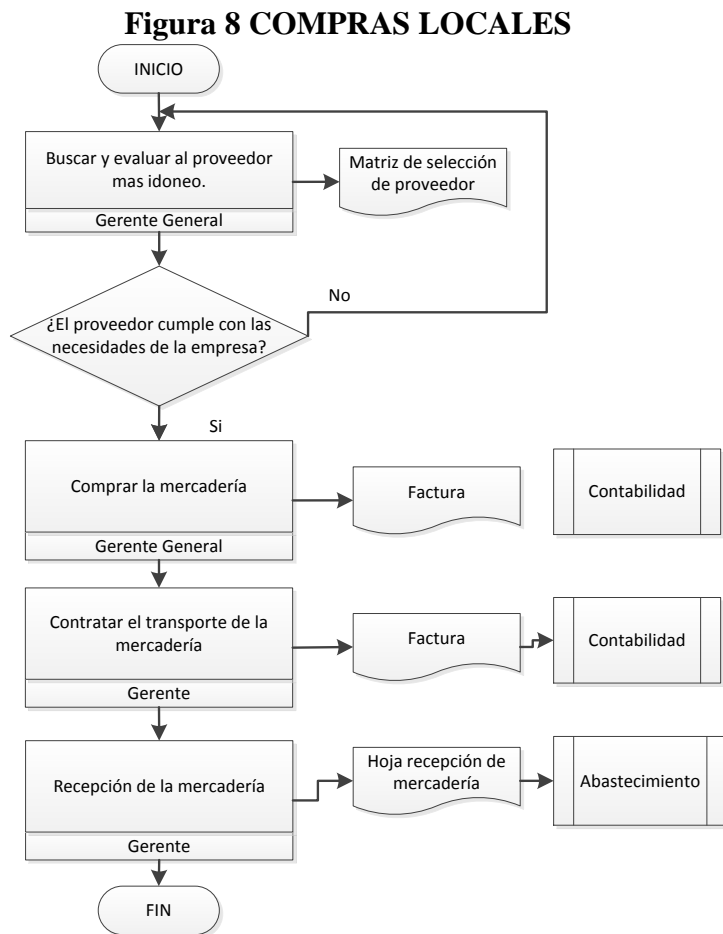 Figura 8 COMPRAS LOCALES
INICIO
Buscar y evaluar al proveedor
mas idoneo.
Gerente General
Matriz de selección
de proveedor
No
¿El proveedor cumple con las
necesidades de la empresa?
Si
Comprar la mercadería
Gerente General
Factura
Contabilidad
Contratar el transporte de la
mercadería
Gerente
Factura
Contabilidad
Recepción de la mercadería
Gerente
Hoja recepción de
mercadería
Abastecimiento
FIN